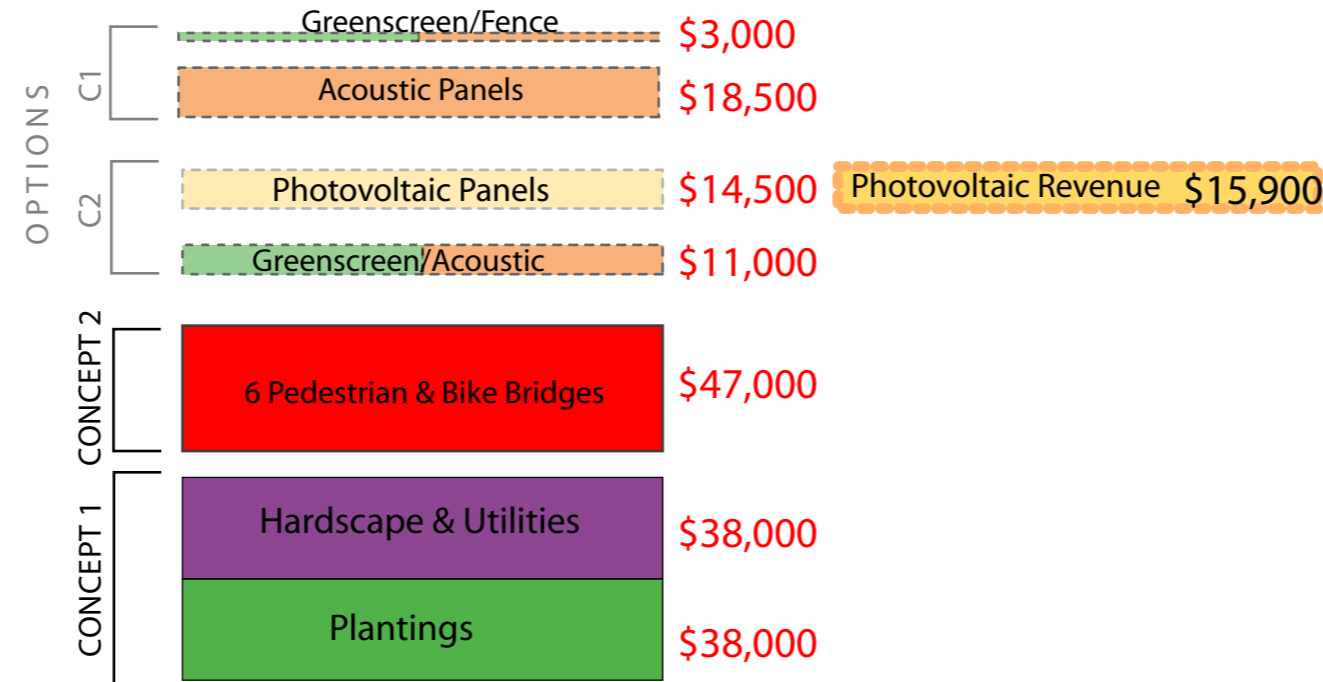 OPTIONS
C1
Greenscreen/Fence $3,000
Acoustic Panels $18,500
C2
Photovoltaic Panels $14,500 Photovoltaic Revenue $15,900
Greenscreen/Acoustic $11,000
CONCEPT 2
6 Pedestrian & Bike Bridges $47,000
CONCEPT 1
Hardscape & Utilities $38,000
Plantings $38,000